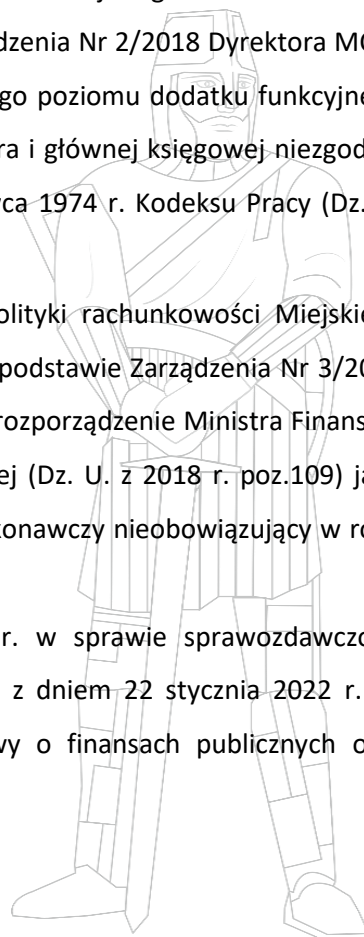 dzenia Nr 2/2018 Dyrektora MO
go poziomu dodatku funkcyjne
ra i głównej księgowej niezgod
ca 1974 r. Kodeksu Pracy (Dz.
olityki rachunkowości Miejskie
podstawie Zarządzenia Nr 3/20
rozporządzenie Ministra Finans
ej (Dz. U. z 2018 r. poz.109) ja
konawczy nieobowiązujący w ro
r. w sprawie sprawozdawczo
z dniem 22 stycznia 2022 r.
wy o finansach publicznych o